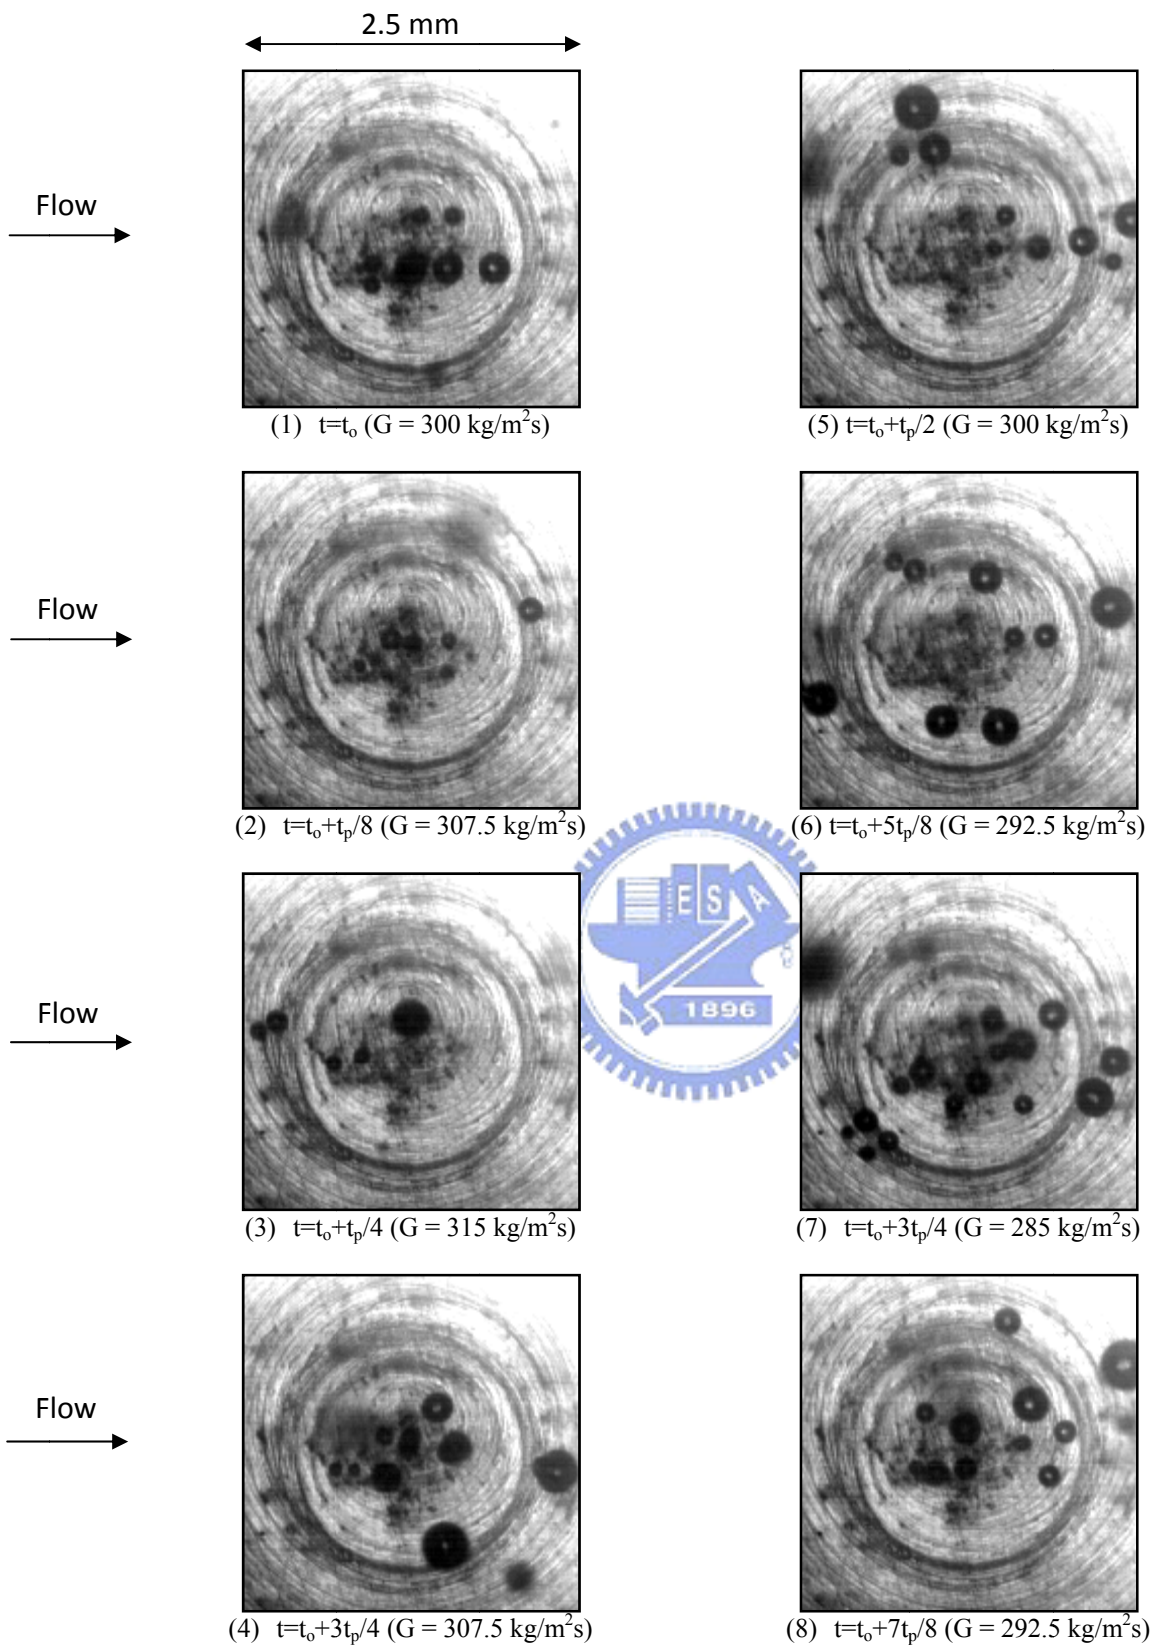 2.5 mm
Flow
(1) t=tₒ (G = 300 kg/m²s)
(5) t=tₒ+tₚ/2 (G = 300 kg/m²s)
Flow
(2) t=tₒ+tₚ/8 (G = 307.5 kg/m²s)
(6) t=tₒ+5tₚ/8 (G = 292.5 kg/m²s)
E S A
1896
Flow
(3) t=tₒ+tₚ/4 (G = 315 kg/m²s)
(7) t=tₒ+3tₚ/4 (G = 285 kg/m²s)
Flow
(4) t=tₒ+3tₚ/4 (G = 307.5 kg/m²s)
(8) t=tₒ+7tₚ/8 (G = 292.5 kg/m²s)